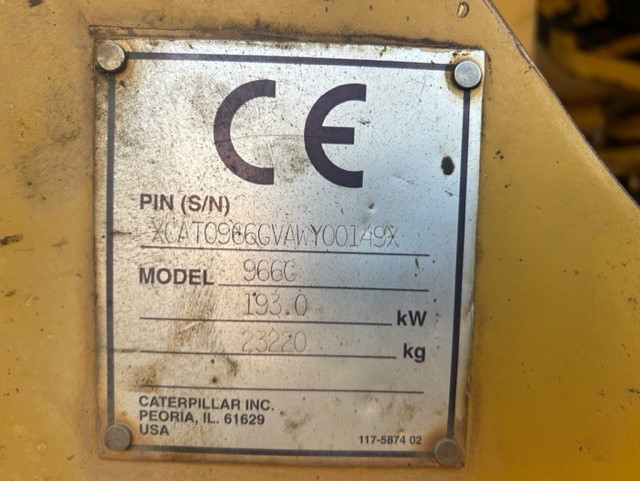 CE
PIN (S/N)
XCAT0966GVAWY00149X
MODEL 966G
193.0 kW
23220 kg
CATERPILLAR INC.
PEORIA, IL. 61629
USA
117-5874 02